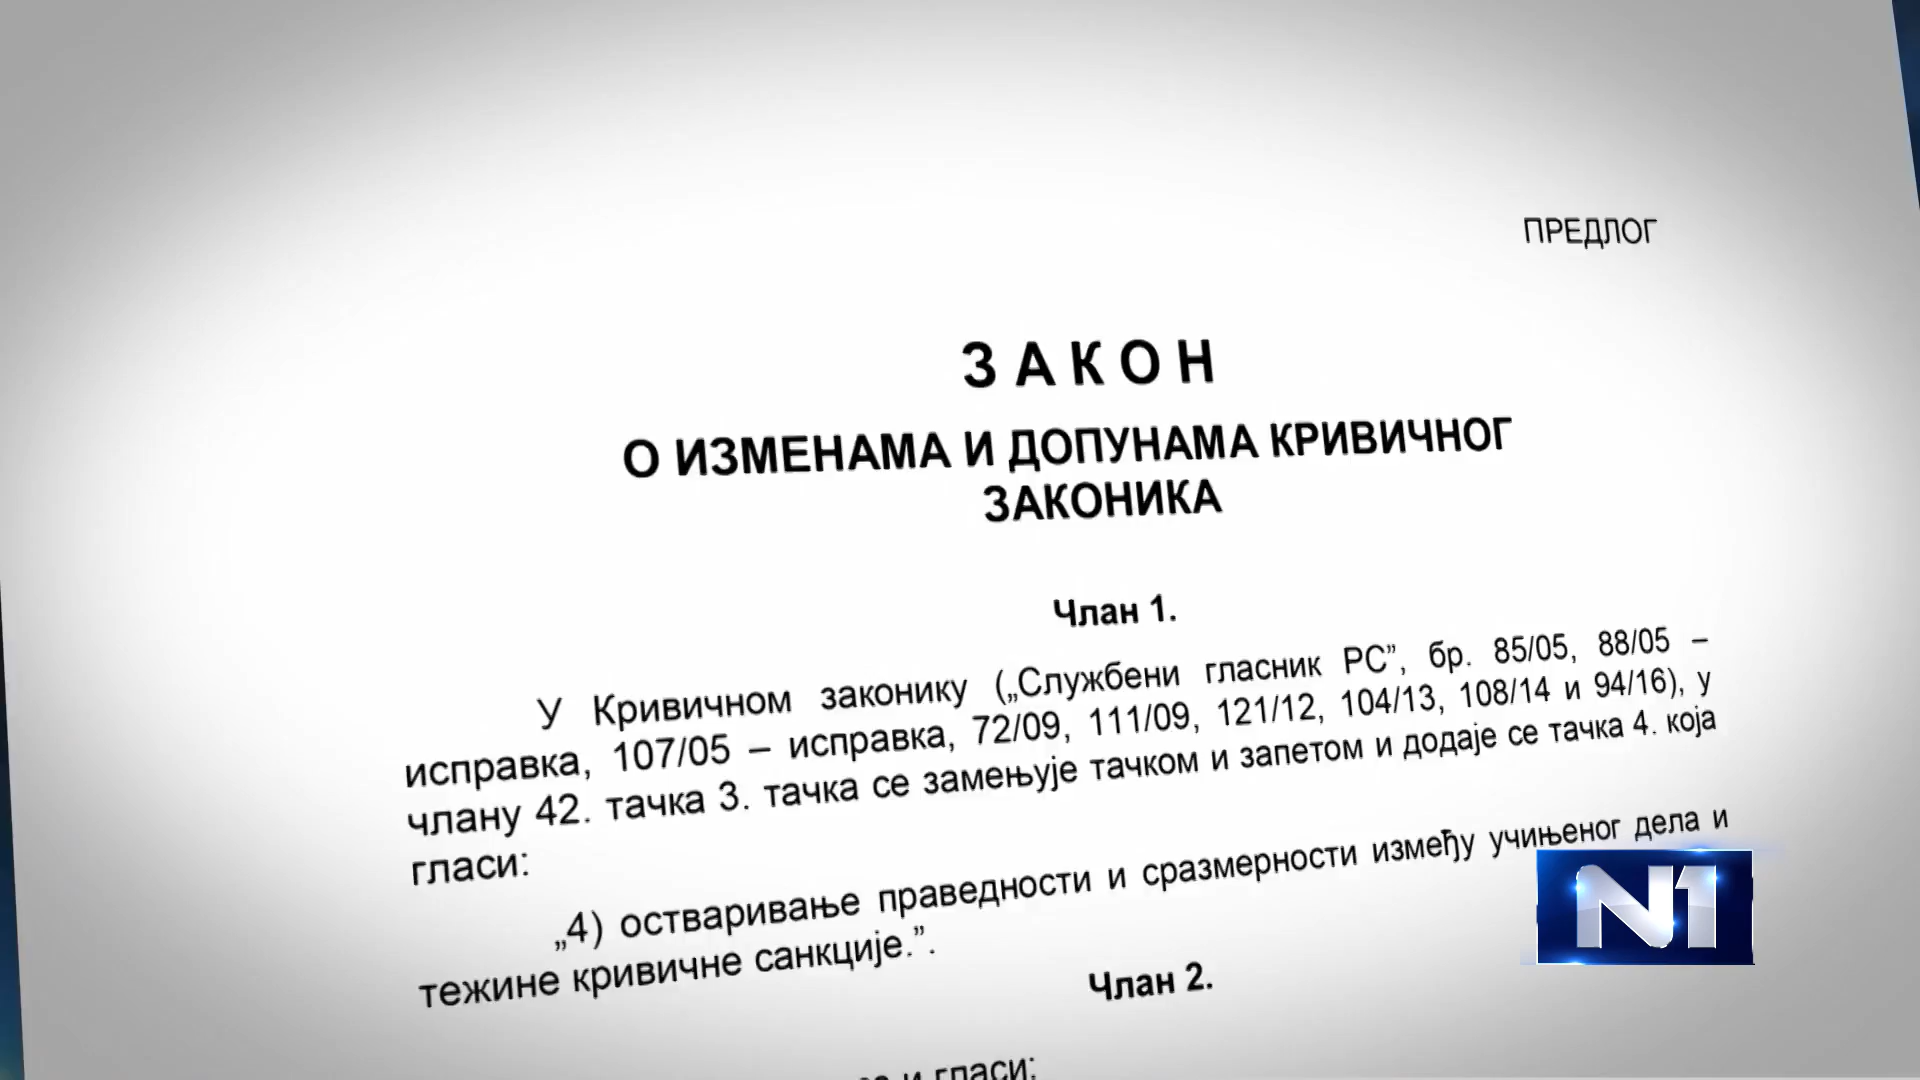 ПРЕДЛОГ
З А К О Н
О ИЗМЕНАМА И ДОПУНАМА КРИВИЧНОГ
ЗАКОНИКА
Члан 1.
У Кривичном законику („Службени гласник РС”, бр. 85/05, 88/05 –
исправка, 107/05 – исправка, 72/09, 111/09, 121/12, 104/13, 108/14 и 94/16), у
члану 42. тачка 3. тачка се замењује тачком и запетом и додаје се тачка 4. која
гласи:
„4) остваривање праведности и сразмерности између учињеног дела и
тежине кривичне санкције.”.
N1
Члан 2.
и гласи: